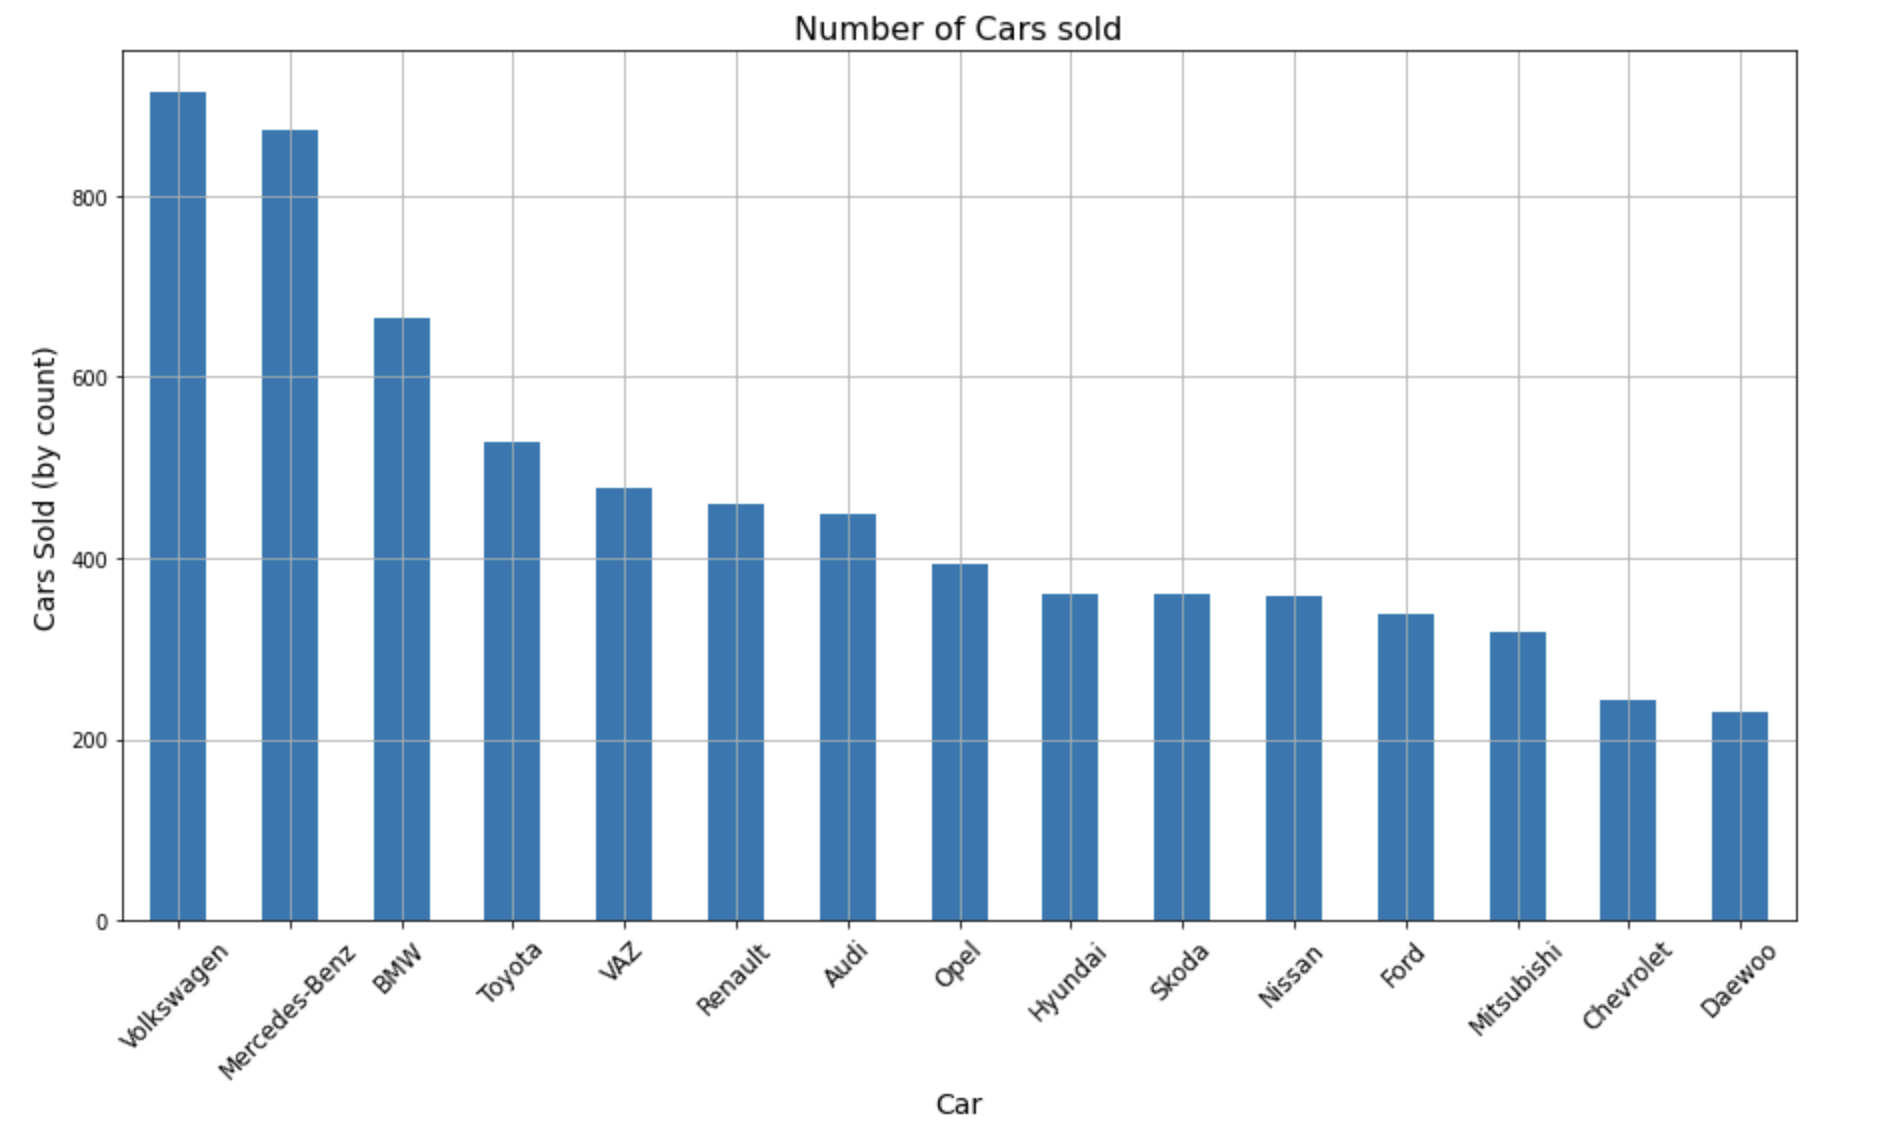 Number of Cars sold
Cars Sold (by count)
800
600
400
200
0
Volkswagen
Mercedes-Benz
BMW
Toyota
VAZ
Renault
Audi
Opel
Hyundai
Skoda
Nissan
Ford
Mitsubishi
Chevrolet
Daewoo
Car